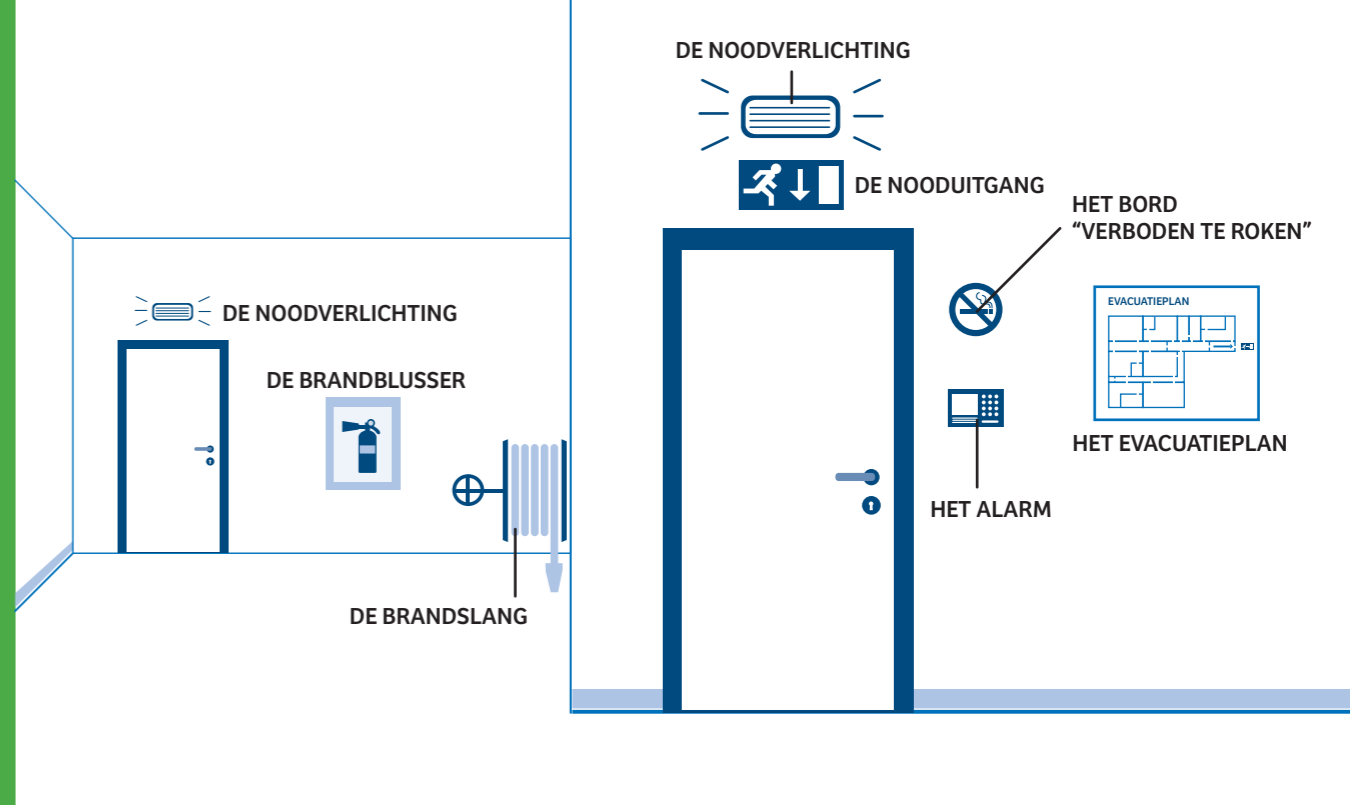 DE NOODVERLICHTING
DE NOODUITGANG
HET BORD
“VERBODEN TE ROKEN”
EVACUATIEPLAN
DE NOODVERLICHTING
DE BRANDBLUSSER
HET EVACUATIEPLAN
HET ALARM
DE BRANDSLANG